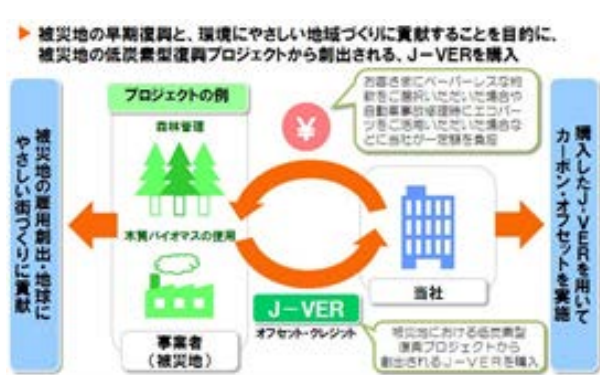 被災地の早期復興と、環境にやさしい地域づくりに貢献することを目的に、
被災地の低炭素型復興プロジェクトから創出される、J-VERを購入
プロジェクトの例
森林管理
木質バイオマスの使用
事業者
(被災地)
被災地の雇用創出・地球に
やさしい街づくりに貢献
¥
お客さまにペーパーレスな約
款をご選択いただいた場合や
自動車事故修理時にエコパー
ツをご活用いただいた場合な
どに当社が一定額を負担
J-VER
オフセット・クレジット
当社
被災地における低炭素型
復興プロジェクトから
創出されるJ-VERを購入
購入したJ-VERを用いて
カーボン・オフセットを実施